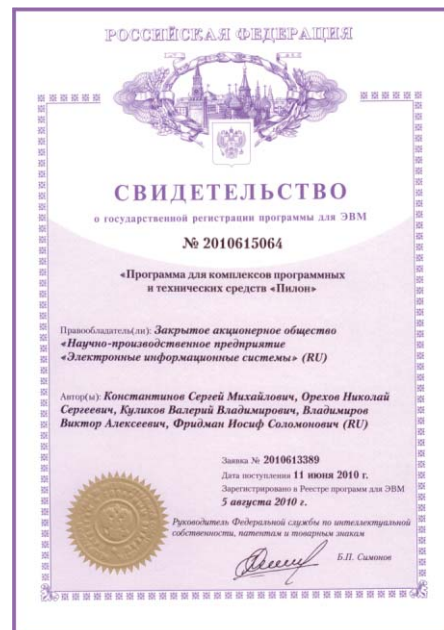 РОССИЙСКАЯ ФЕДЕРАЦИЯ
СВИДЕТЕЛЬСТВО
о государственной регистрации программы для ЭВМ
№ 2010615064
«Программа для комплексов программных
и технических средств «Пилон»
Правообладатель(ли): Закрытое акционерное общество
«Научно-производственное предприятие
«Электронные информационные системы» (RU)
Автор(ы): Константинов Сергей Михайлович, Орехов Николай
Сергеевич, Куликов Валерий Владимирович, Владимиров
Виктор Алексеевич, Фридман Иосиф Соломонович (RU)
Заявка № 2010613389
Дата поступления 11 июня 2010 г.
Зарегистрировано в Реестре программ для ЭВМ
5 августа 2010 г.
Руководитель Федеральной службы по интеллектуальной
собственности, патентам и товарным знакам
Б.П. Симонов